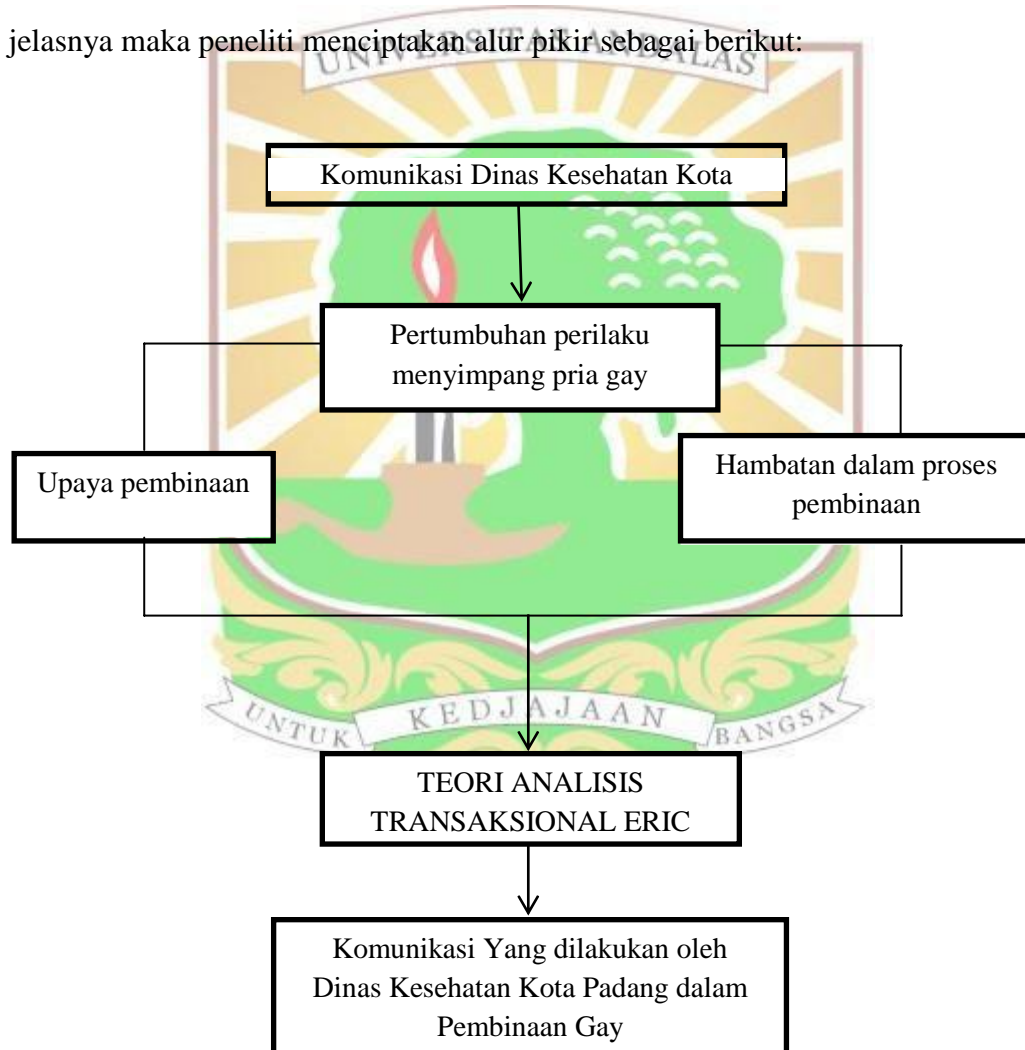 jelasnya maka peneliti menciptakan alur pikir sebagai berikut:
UNIVERSITAS ANDALAS
Komunikasi Dinas Kesehatan Kota
Pertumbuhan perilaku
menyimpang pria gay
Upaya pembinaan
Hambatan dalam proses
pembinaan
UNTUK KEDJAJAAN BANGSA
TEORI ANALISIS
TRANSAKSIONAL ERIC
Komunikasi Yang dilakukan oleh
Dinas Kesehatan Kota Padang dalam
Pembinaan Gay